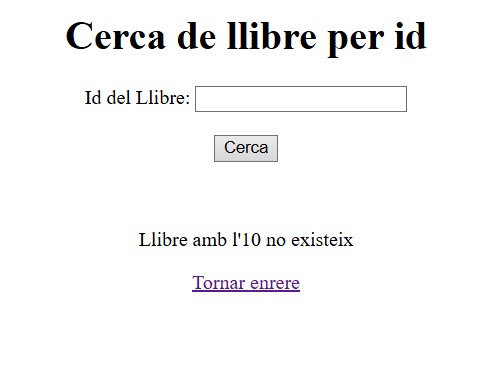 Cerca de llibre per id
Id del Llibre:
Cerca
Llibre amb l'10 no existeix
Tornar enrere